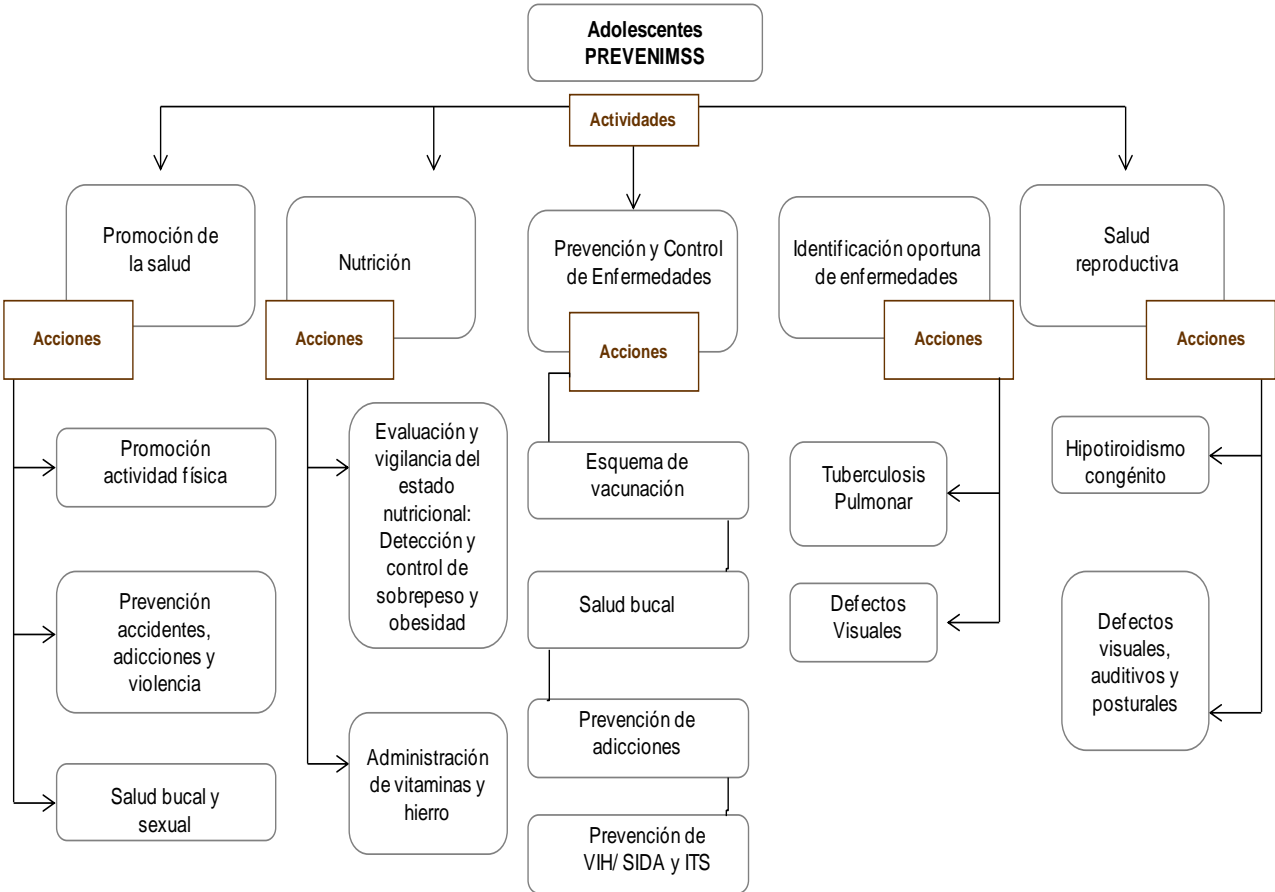 Adolescentes
PREVENIMSS
Actividades
Promoción de
la salud
Acciones
Promoción
actividad física
Prevención
accidentes,
adicciones y
violencia
Salud bucal y
sexual
Nutrición
Acciones
Evaluación y
vigilancia del
estado
nutricional:
Detección y
control de
sobrepeso y
obesidad
Administración
de vitaminas y
hierro
Prevención y Control
de Enfermedades
Acciones
Esquema de
vacunación
Salud bucal
Prevención de
adicciones
Prevención de
VIH/ SIDA y ITS
Identificación oportuna
de enfermedades
Acciones
Tuberculosis
Pulmonar
Defectos
Visuales
Salud
reproductiva
Acciones
Hipotiroidismo
congénito
Defectos
visuales,
auditivos y
posturales